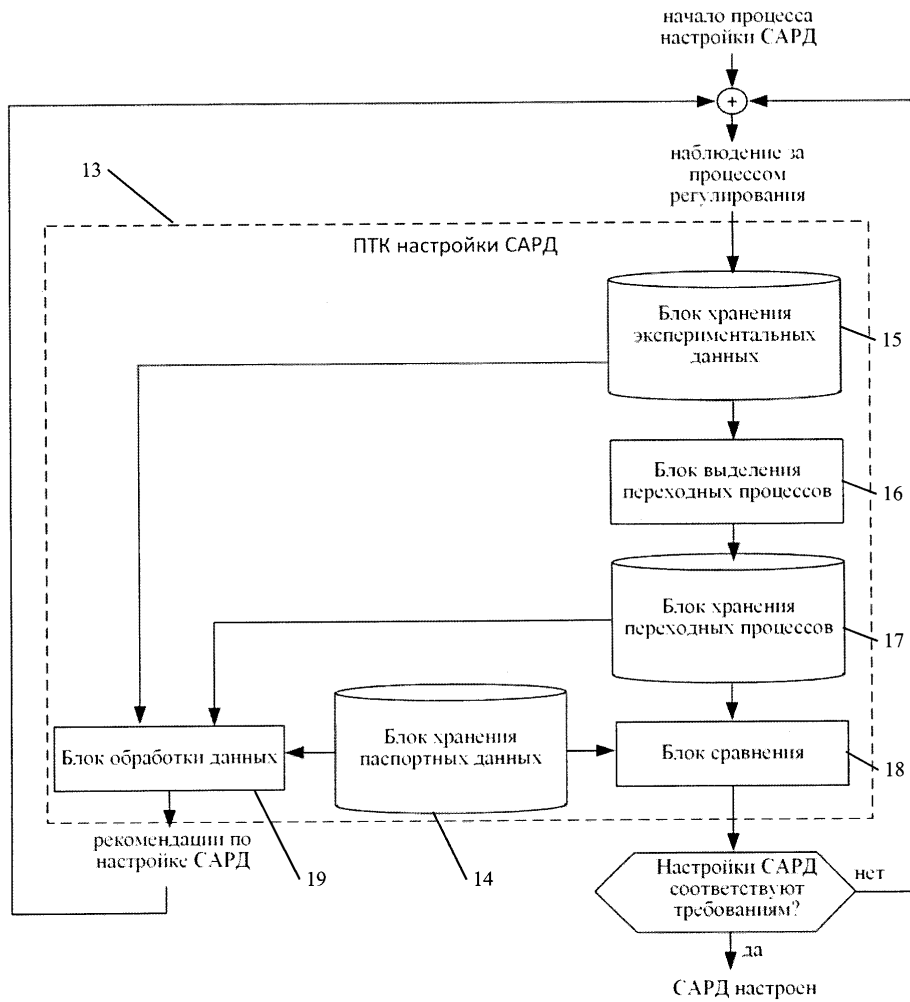 начало процесса
настройки САРД
+
наблюдение за
процессом
регулирования
13
ПТК настройки САРД
Блок хранения
экспериментальных
данных
15
Блок выделения
переходных процессов
16
Блок хранения
переходных процессов
17
Блок обработки данных
Блок хранения
паспортных данных
Блок сравнения
18
рекомендации по
настройке САРД
19
14
Настройки САРД
соответствуют
требованиям?
нет
да
САРД настроен